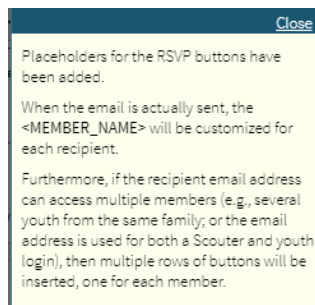 Close
Placeholders for the RSVP buttons have
been added.
When the email is actually sent, the
<MEMBER_NAME> will be customized for
each recipient.
Furthermore, if the recipient email address
can access multiple members (e.g., several
youth from the same family; or the email
address is used for both a Scouter and youth
login), then multiple rows of buttons will be
inserted, one for each member.